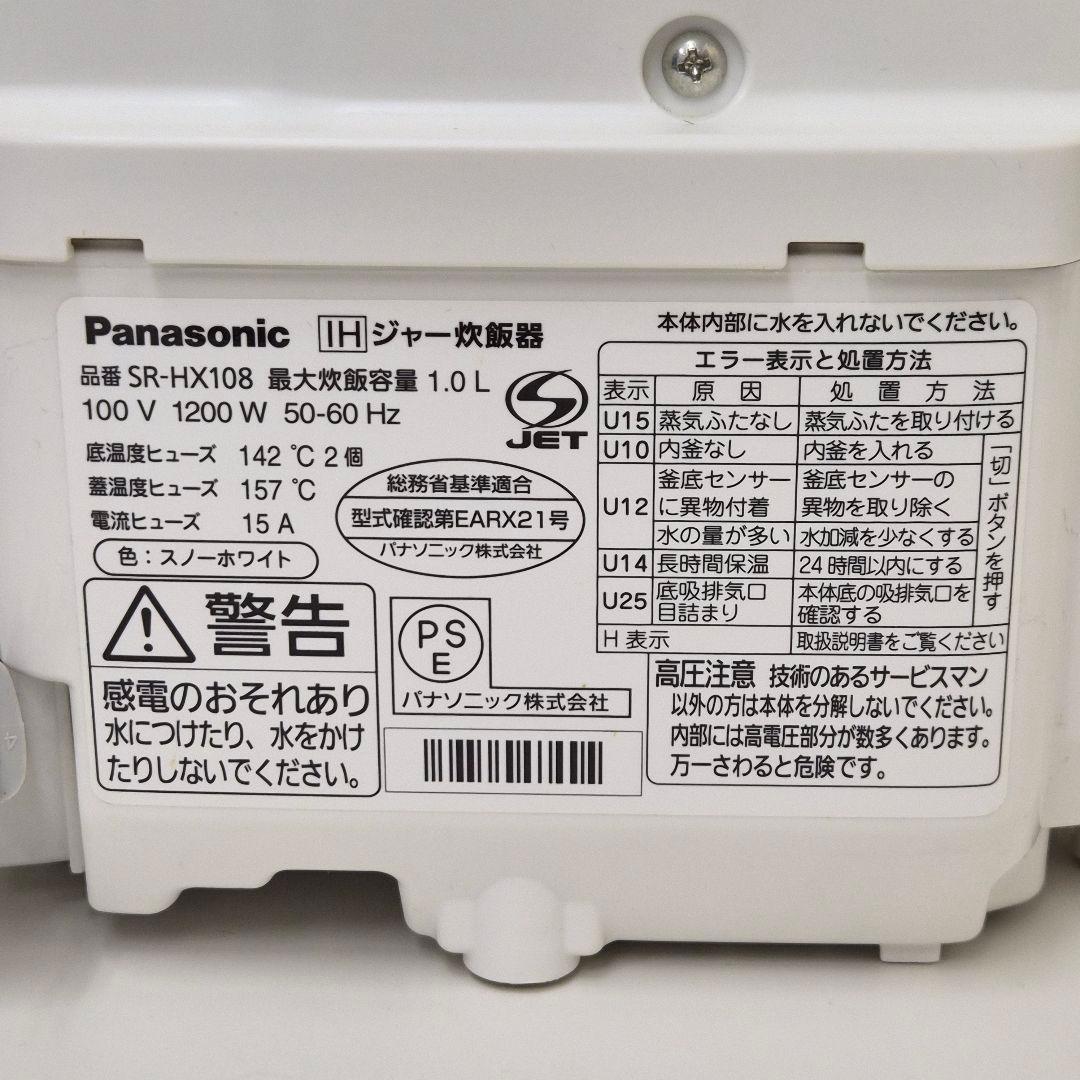 Panasonic IH ジャー炊飯器
品番 SR-HX108 最大炊飯容量 1.0 L
100 V 1200 W 50-60 Hz
底温度ヒューズ 142 ℃ 2個
蓋温度ヒューズ 157 ℃
電流ヒューズ 15 A
色：スノーホワイト
JET
総務省基準適合
型式確認第EARX21号
パナソニック株式会社
警告
感電のおそれあり
水につけたり、水をかけ
たりしないでください。
PS
E
パナソニック株式会社
本体内部に水を入れないでください。
エラー表示と処置方法
表示 原因 処置方法
U15 蒸気ふたなし 蒸気ふたを取り付ける
U10 内釜なし 内釜を入れる
U12 釜底センサー 釜底センサーの
に異物付着 異物を取り除く
水の量が多い 水加減を少なくする
U14 長時間保温 24時間以内にする
U25 底吸排気口 本体底の吸排気口を
目詰まり 確認する
「切」ボタンを押す
H 表示 取扱説明書をご覧ください
高圧注意 技術のあるサービスマン
以外の方は本体を分解しないでください。
内部には高電圧部分が数多くあります。
万一さわると危険です。
4